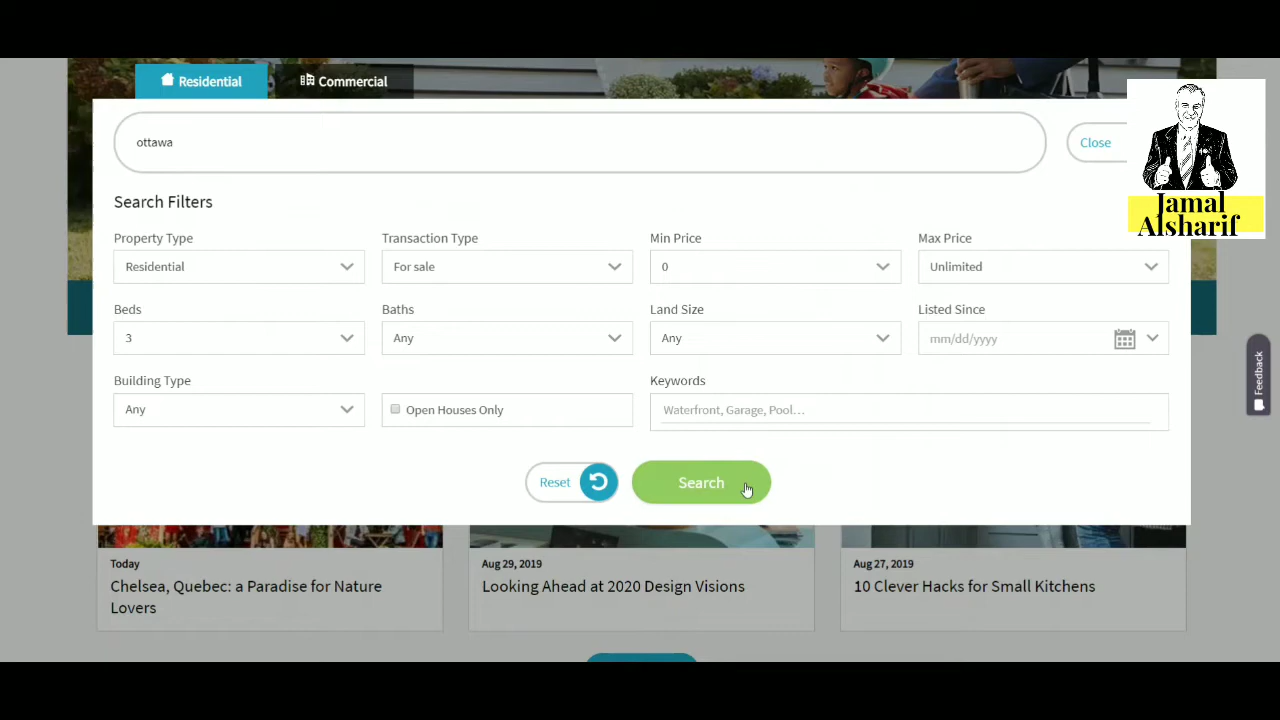 Residential
Commercial
ottawa
Close
Jamal
Alsharif
Search Filters
Property Type
Transaction Type
Min Price
Max Price
Residential
For sale
0
Unlimited
Beds
Baths
Land Size
Listed Since
3
Any
Any
mm/dd/yyyy
Feedback
Building Type
Keywords
Any
Open Houses Only
Waterfront, Garage, Pool...
Reset
Search
Today
Aug 29, 2019
Aug 27, 2019
Chelsea, Quebec: a Paradise for Nature
Lovers
Looking Ahead at 2020 Design Visions
10 Clever Hacks for Small Kitchens